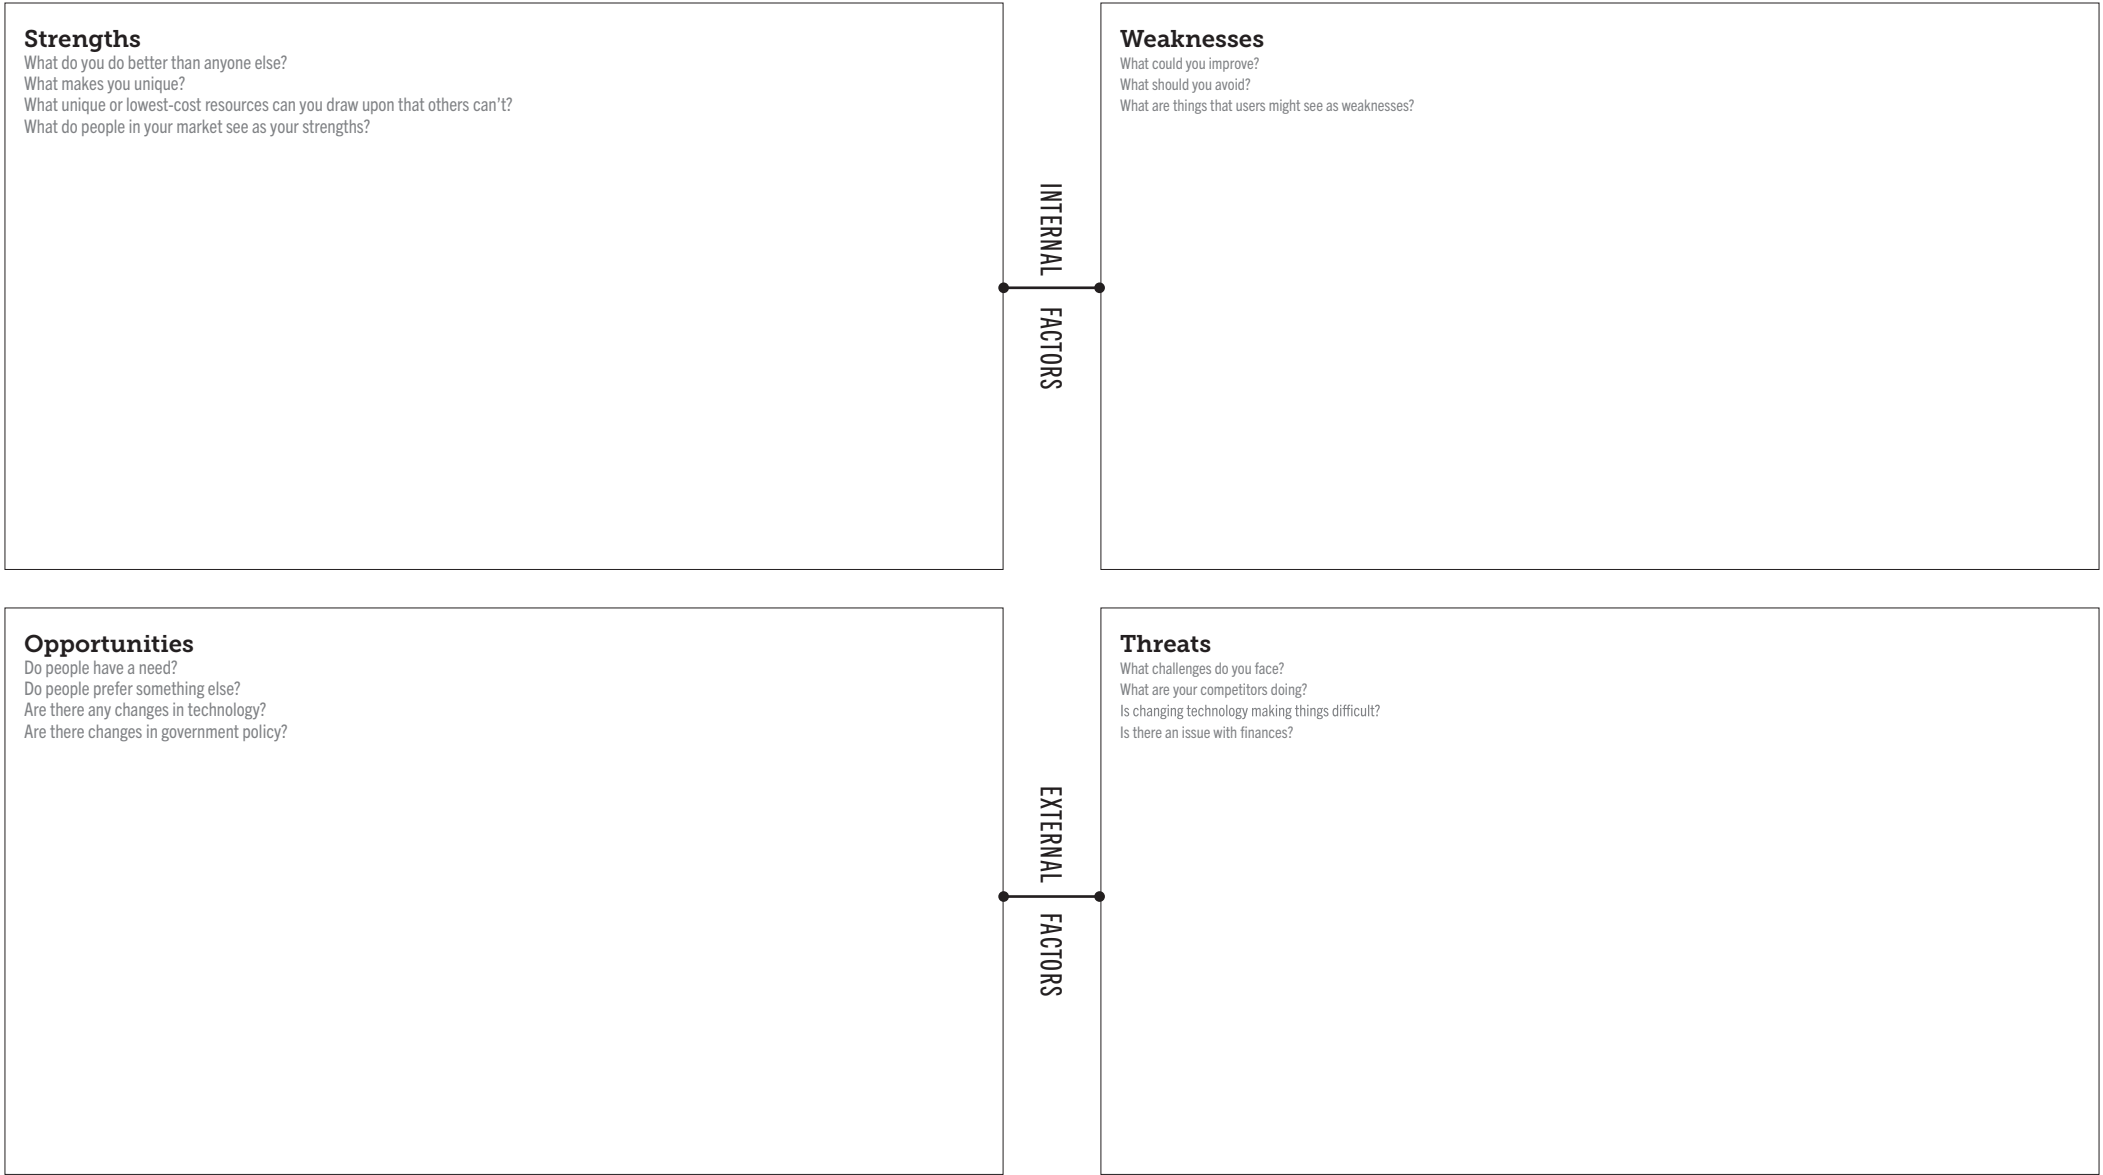 Strengths
What do you do better than anyone else?
What makes you unique?
What unique or lowest-cost resources can you draw upon that others can't?
What do people in your market see as your strengths?
INTERNAL FACTORS
Weaknesses
What could you improve?
What should you avoid?
What are things that users might see as weaknesses?
Opportunities
Do people have a need?
Do people prefer something else?
Are there any changes in technology?
Are there changes in government policy?
EXTERNAL FACTORS
Threats
What challenges do you face?
What are your competitors doing?
Is changing technology making things difficult?
Is there an issue with finances?